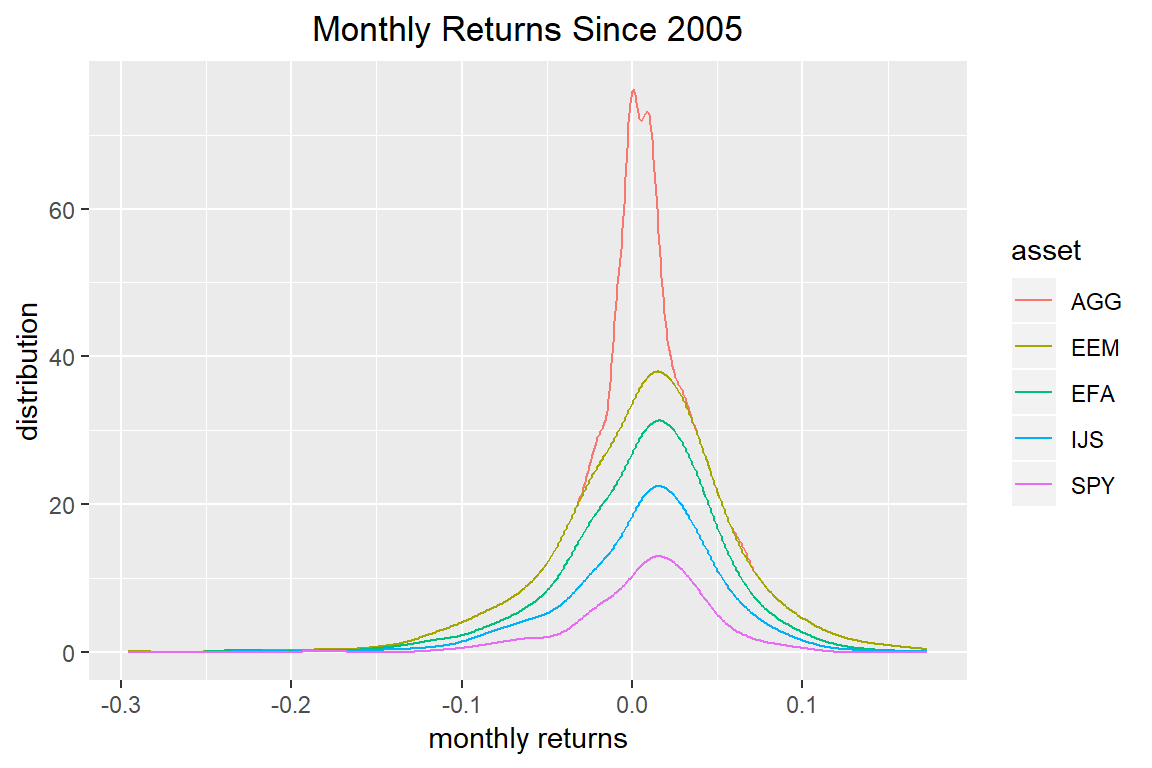 Monthly Returns Since 2005
distribution
60
40
20
0
-0.3
-0.2
-0.1
0.0
0.1
monthly returns
asset
AGG
EEM
EFA
IJS
SPY